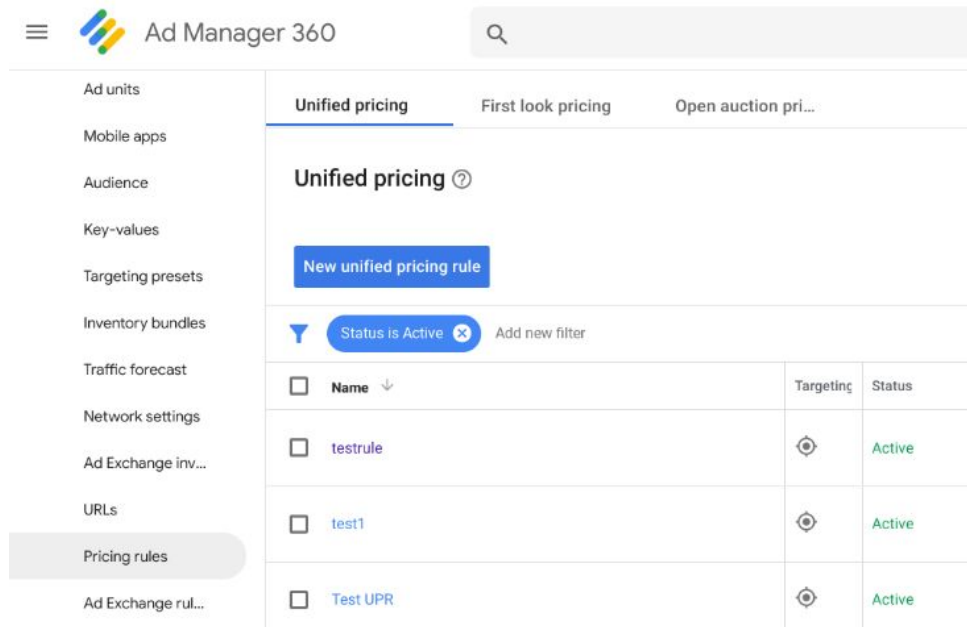 Ad Manager 360
Ad units
Mobile apps
Audience
Key-values
Targeting presets
Inventory bundles
Traffic forecast
Network settings
Ad Exchange inv...
URLs
Pricing rules
Ad Exchange rul...
Unified pricing First look pricing Open auction pri...
Unified pricing
New unified pricing rule
Status is Active Add new filter
Name Targeting Status
testrule Active
test1 Active
Test UPR Active